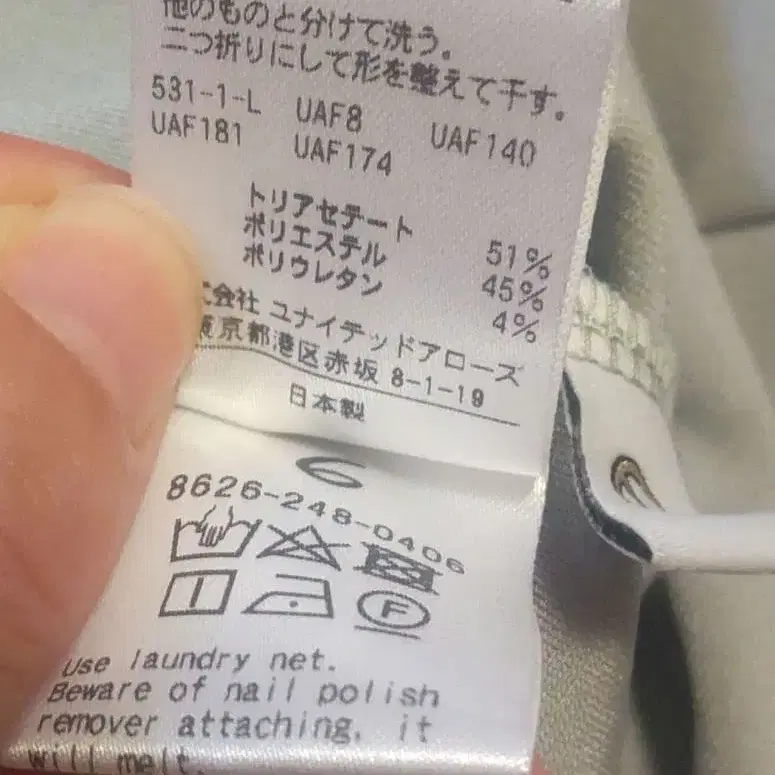 他のものと分けて洗う。
二つ折りにして形を整えて干す。
531-1-L UAF8 UAF140
UAF181 UAF174
トリアセテート 51%
ポリエステル 45%
ポリウレタン 4%
式会社 ユナイテッドアローズ
東京都港区赤坂 8-1-19
日本製
6
8626-248-0406
F
Use laundry net.
Beware of nail polish
remover attaching, it
will melt.